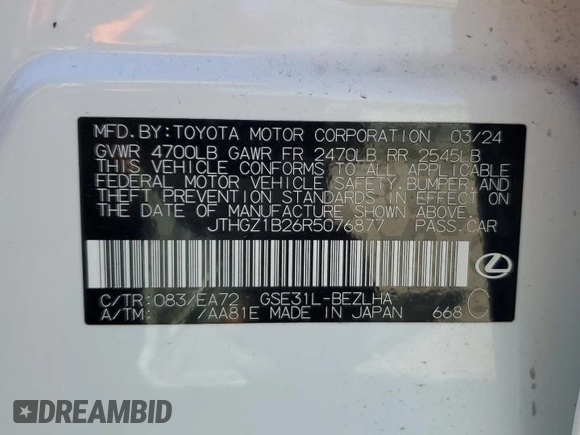 MFD.BY:TOYOTA MOTOR CORPORATION 03/24
GVWR 4700LB GAWR FR 2470LB RR 2545LB
THIS VEHICLE CONFORMS TO ALL APPLICABLE
FEDERAL MOTOR VEHICLE SAFETY,BUMPER,AND
THEFT PREVENTION STANDARDS IN EFFECT ON
THE DATE OF MANUFACTURE SHOWN ABOVE.
JTHGZ1B26R5076877 PASS.CAR
C/TR:083/EA72 GSE31L-BEZLHA
A/TM: /AA81E MADE IN JAPAN 668 C
DREAMBID